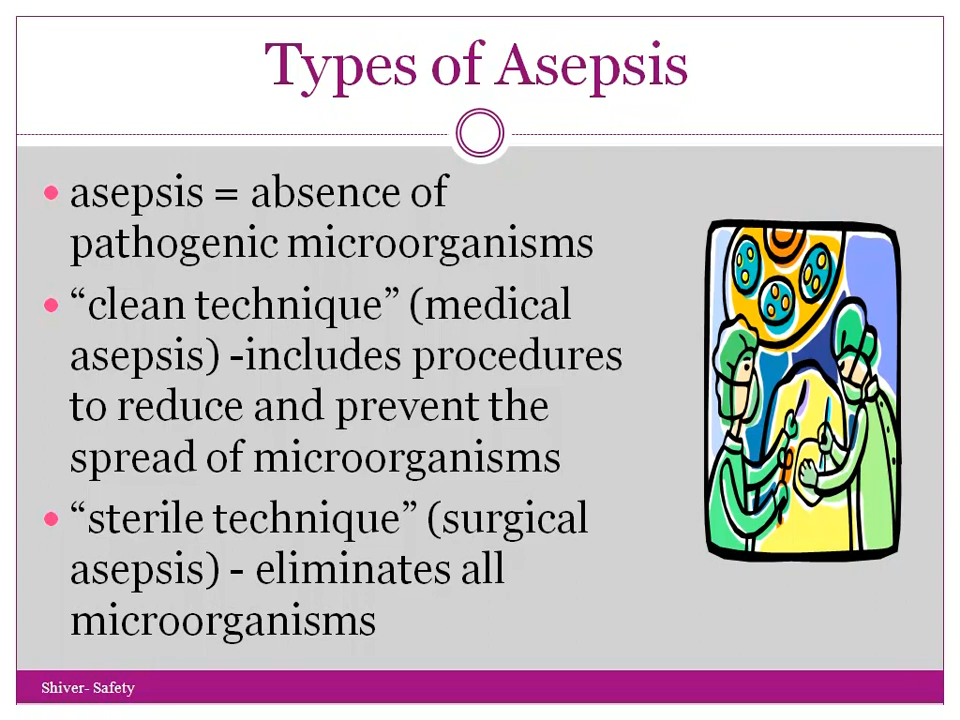 Types of Asepsis
• asepsis = absence of
pathogenic microorganisms
• “clean technique” (medical
asepsis) -includes procedures
to reduce and prevent the
spread of microorganisms
• “sterile technique” (surgical
asepsis) - eliminates all
microorganisms
Shiver- Safety